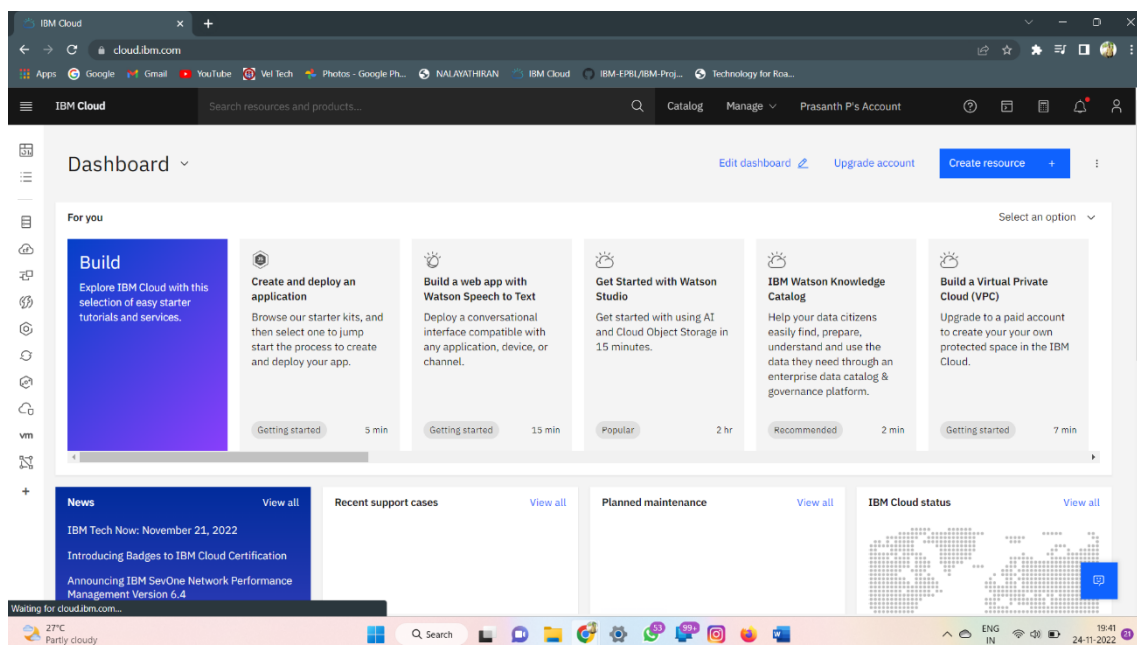 IBM Cloud
cloud.ibm.com
Apps Google Gmail YouTube Vel Tech Photos - Google Ph... NALAYATHIRAN IBM Cloud IBM-EPBL/IBM-Proj... Technology for Roa...
IBM Cloud Search resources and products... Catalog Manage Prasanth P's Account
Dashboard Edit dashboard Upgrade account Create resource +
For you Select an option
Build
Explore IBM Cloud with this
selection of easy starter
tutorials and services.
Create and deploy an
application
Browse our starter kits, and
then select one to jump
start the process to create
and deploy your app.
Getting started 5 min
Build a web app with
Watson Speech to Text
Deploy a conversational
interface compatible with
any application, device, or
channel.
Getting started 15 min
Get Started with Watson
Studio
Get started with using AI
and Cloud Object Storage in
15 minutes.
Popular 2 hr
IBM Watson Knowledge
Catalog
Help your data citizens
easily find, prepare,
understand and use the
data they need through an
enterprise data catalog &
governance platform.
Recommended 2 min
Build a Virtual Private
Cloud (VPC)
Upgrade to a paid account
to create your your own
protected space in the IBM
Cloud.
Getting started 7 min
vm
News View all
IBM Tech Now: November 21, 2022
Introducing Badges to IBM Cloud Certification
Announcing IBM SevOne Network Performance
Management Version 6.4
Recent support cases View all
Planned maintenance View all
IBM Cloud status View all
Waiting for cloud.ibm.com...
27°C
Partly cloudy
Search
53
99+
ENG
IN
19:41
24-11-2022
21